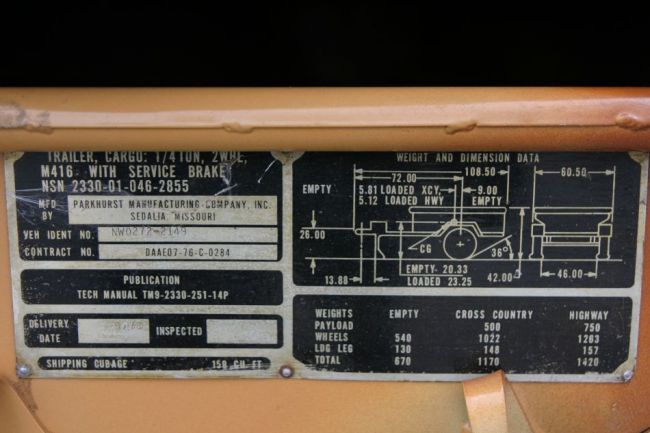 TRAILER, CARGO: 1/4 TON, 2WHL,
M416 WITH SERVICE BRAKE
NSN 2330-01-046-2855
MFD BY PARKHURST MANUFACTURING COMPANY, INC.
SEDALIA, MISSOURI
VEH IDENT NO. NW0272-2149
CONTRACT NO. DAAE07-76-C-0284
PUBLICATION
TECH MANUAL TM9-2330-251-14P
DELIVERY DATE INSPECTED
SHIPPING CUBAGE 158 CU FT
WEIGHT AND DIMENSION DATA
108.50 60.50
72.00
EMPTY 5.81 LOADED XCY, 9.00
5.12 LOADED HWY EMPTY
26.00
CG 36°
EMPTY- 20.33
13.88 LOADED 23.25 42.00 46.00
WEIGHTS EMPTY CROSS COUNTRY HIGHWAY
PAYLOAD 500 750
WHEELS 540 1022 1263
LDG LEG 130 148 157
TOTAL 670 1170 1420